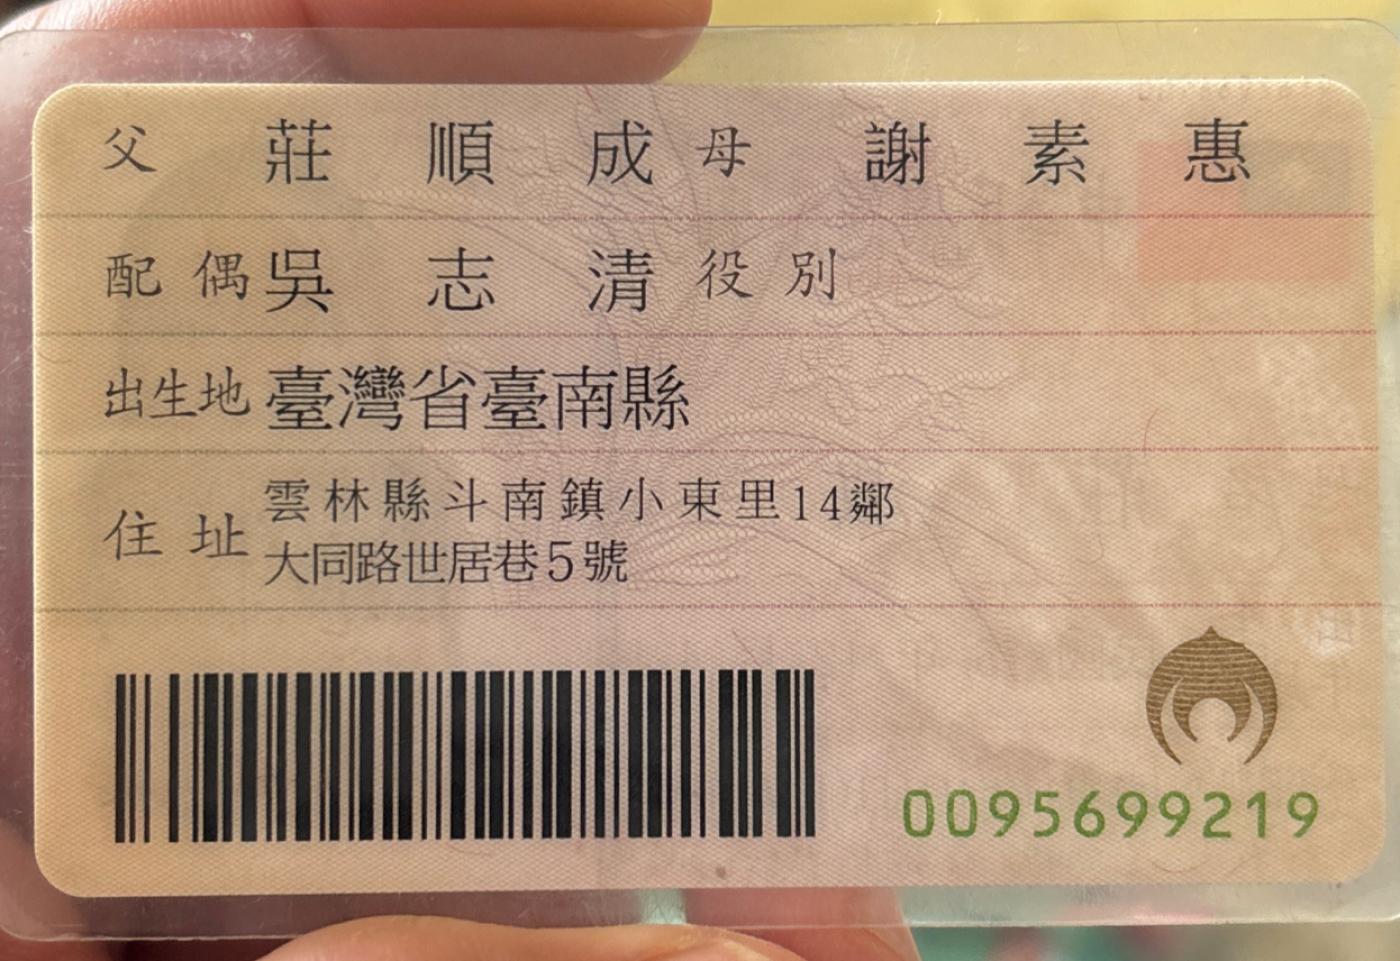 父 莊順成 母 謝素惠
配偶 吳志清 役別
出生地 臺灣省臺南縣
住址 雲林縣斗南鎮小東里14鄰
大同路世居巷5號
0095699219